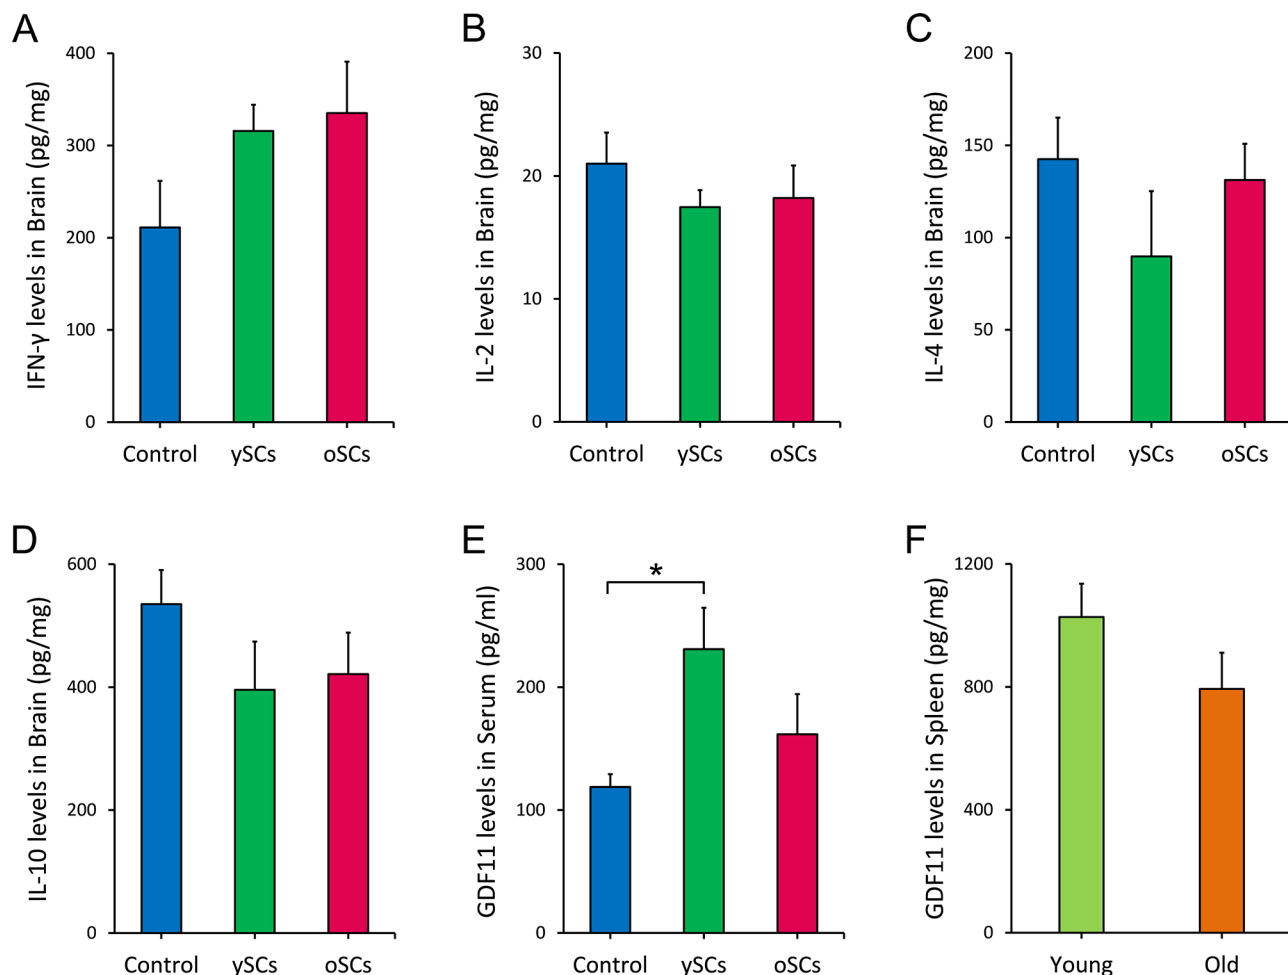 A
IFN-γ levels in Brain (pg/mg)
400
300
200
100
0
Control ySCs oSCs
B
IL-2 levels in Brain (pg/mg)
30
20
10
0
Control ySCs oSCs
C
IL-4 levels in Brain (pg/mg)
200
150
100
50
0
Control ySCs oSCs
D
IL-10 levels in Brain (pg/mg)
600
400
200
0
Control ySCs oSCs
E
GDF11 levels in Serum (pg/ml)
300
200
100
0
*
Control ySCs oSCs
F
GDF11 levels in Spleen (pg/mg)
1200
800
400
0
Young Old